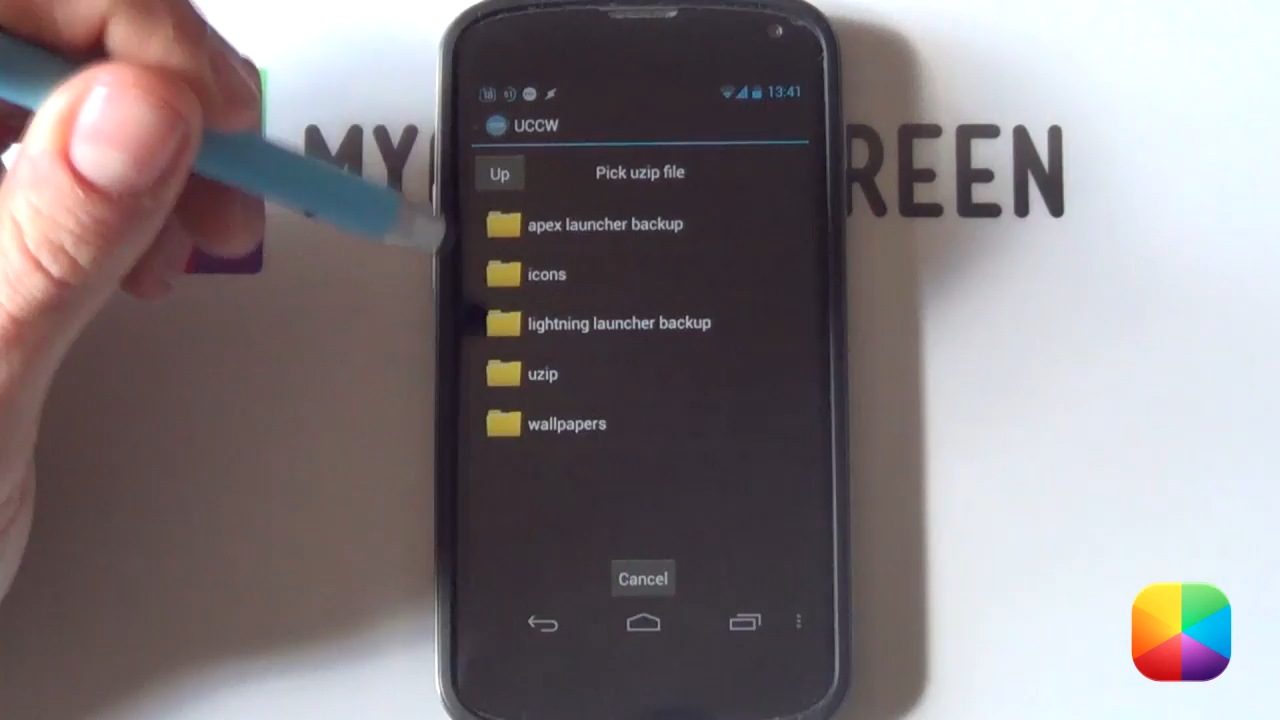 13:41
UCCW
Up
Pick uzip file
apex launcher backup
icons
lightning launcher backup
uzip
wallpapers
Cancel
MY
REEN